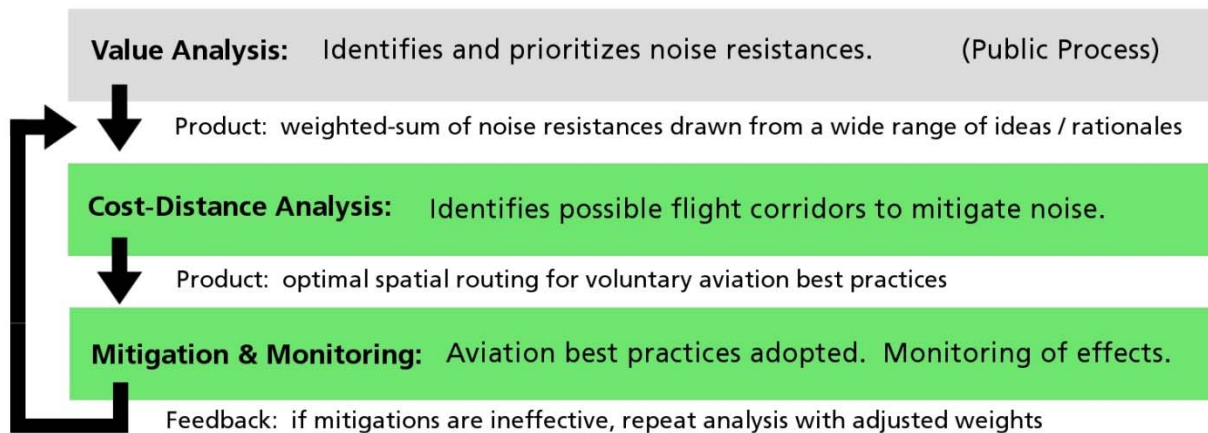 Value Analysis: Identifies and prioritizes noise resistances. (Public Process)
Product: weighted-sum of noise resistances drawn from a wide range of ideas / rationales
Cost-Distance Analysis: Identifies possible flight corridors to mitigate noise.
Product: optimal spatial routing for voluntary aviation best practices
Mitigation & Monitoring: Aviation best practices adopted. Monitoring of effects.
Feedback: if mitigations are ineffective, repeat analysis with adjusted weights